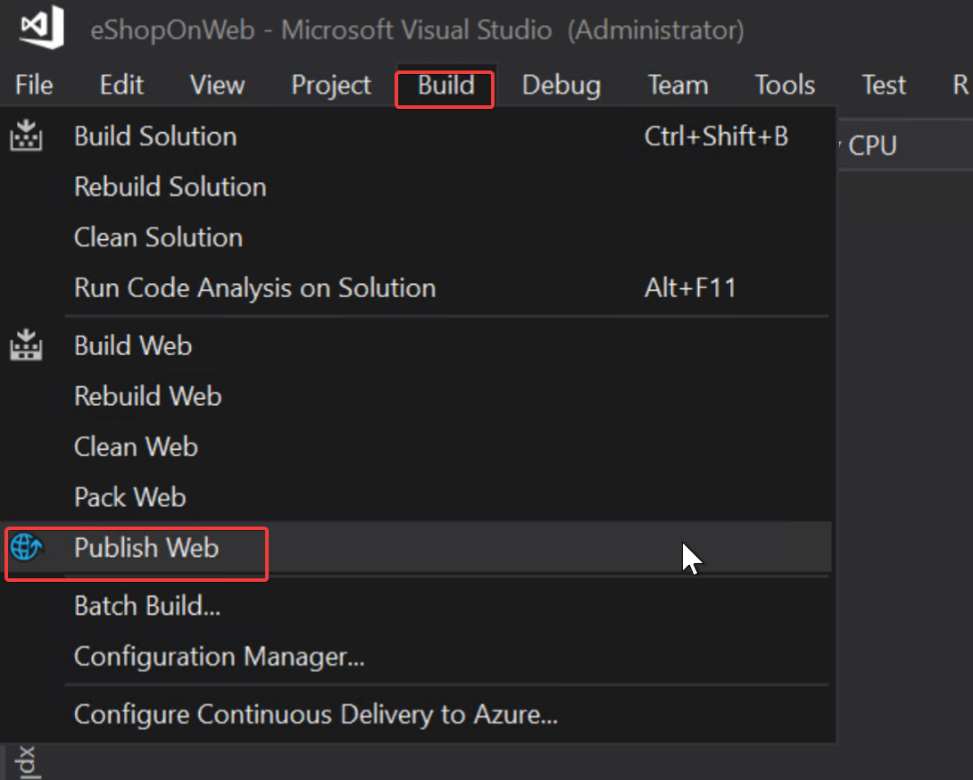 eShopOnWeb - Microsoft Visual Studio (Administrator)
File Edit View Project Build Debug Team Tools Test R
Build Solution Ctrl+Shift+B
CPU
Rebuild Solution
Clean Solution
Run Code Analysis on Solution Alt+F11
Build Web
Rebuild Web
Clean Web
Pack Web
Publish Web
Batch Build...
Configuration Manager...
Configure Continuous Delivery to Azure...